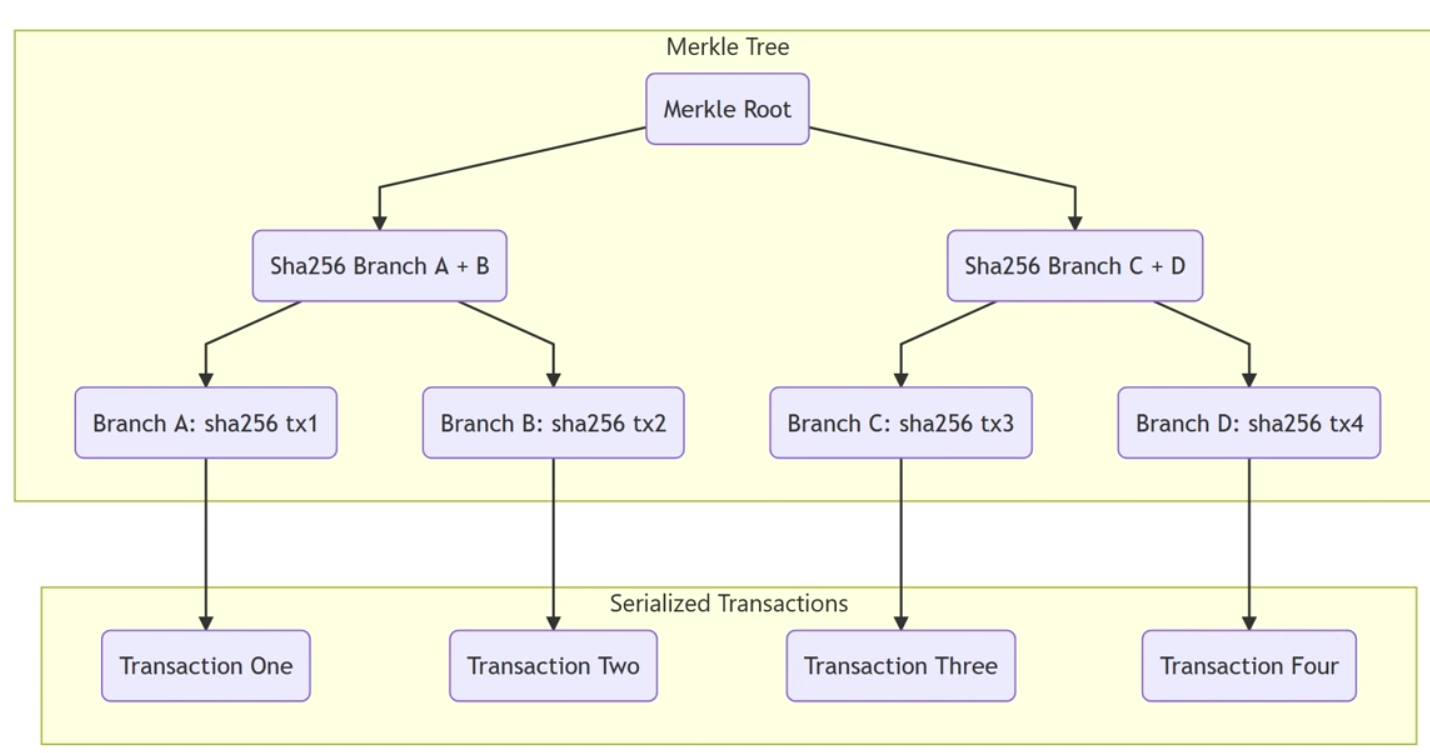 Merkle Tree
Merkle Root
Sha256 Branch A + B
Sha256 Branch C + D
Branch A: sha256 tx1
Branch B: sha256 tx2
Branch C: sha256 tx3
Branch D: sha256 tx4
Serialized Transactions
Transaction One
Transaction Two
Transaction Three
Transaction Four